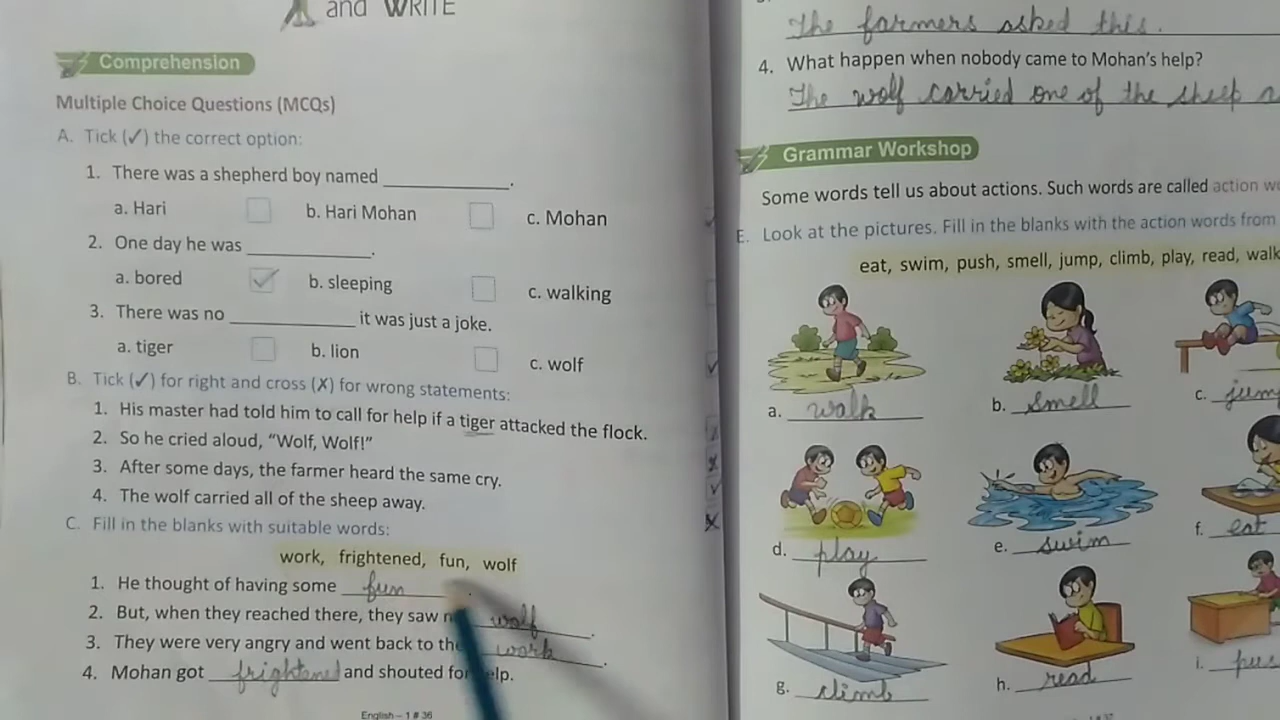 and WRITE
Comprehension
Multiple Choice Questions (MCQs)
A. Tick (✓) the correct option:
1. There was a shepherd boy named ____________.
a. Hari b. Hari Mohan c. Mohan
2. One day he was ____________.
a. bored ✓ b. sleeping c. walking
3. There was no ____________ it was just a joke.
a. tiger b. lion c. wolf
B. Tick (✓) for right and cross (✗) for wrong statements:
1. His master had told him to call for help if a tiger attacked the flock.
2. So he cried aloud, “Wolf, Wolf!”
3. After some days, the farmer heard the same cry.
4. The wolf carried all of the sheep away.
C. Fill in the blanks with suitable words:
work, frightened, fun, wolf
1. He thought of having some fun.
2. But, when they reached there, they saw wolf.
3. They were very angry and went back to the work.
4. Mohan got frightened and shouted for help.
English – 1 # 36
The farmers asked this.
4. What happen when nobody came to Mohan's help?
The wolf carried one of the sheep
Grammar Workshop
Some words tell us about actions. Such words are called action
E. Look at the pictures. Fill in the blanks with the action words from
eat, swim, push, smell, jump, climb, play, read, walk
a. walk b. smell c. jum
d. play e. swim f. eat
g. climb h. read i. pus